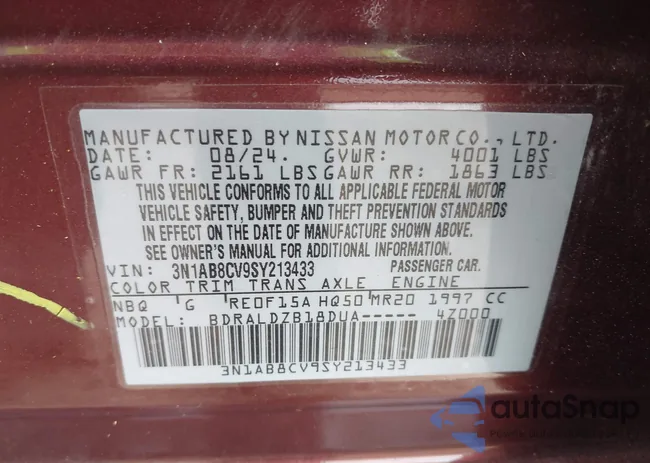 MANUFACTURED BY NISSAN MOTOR CO., LTD.
DATE: 08/24. GVWR: 4001 LBS
GAWR FR: 2161 LBS GAWR RR: 1863 LBS
THIS VEHICLE CONFORMS TO ALL APPLICABLE FEDERAL MOTOR
VEHICLE SAFETY, BUMPER AND THEFT PREVENTION STANDARDS
IN EFFECT ON THE DATE OF MANUFACTURE SHOWN ABOVE.
SEE OWNER'S MANUAL FOR ADDITIONAL INFORMATION.
VIN: 3N1AB8CV9SY213433 PASSENGER CAR.
COLOR TRIM TRANS AXLE ENGINE
NBQ G RE0F15A HQ50 MR20 1997 CC
MODEL: BDRALDZB18DUA----- 4Z000
3N1AB8CV9SY213433
autoSnap